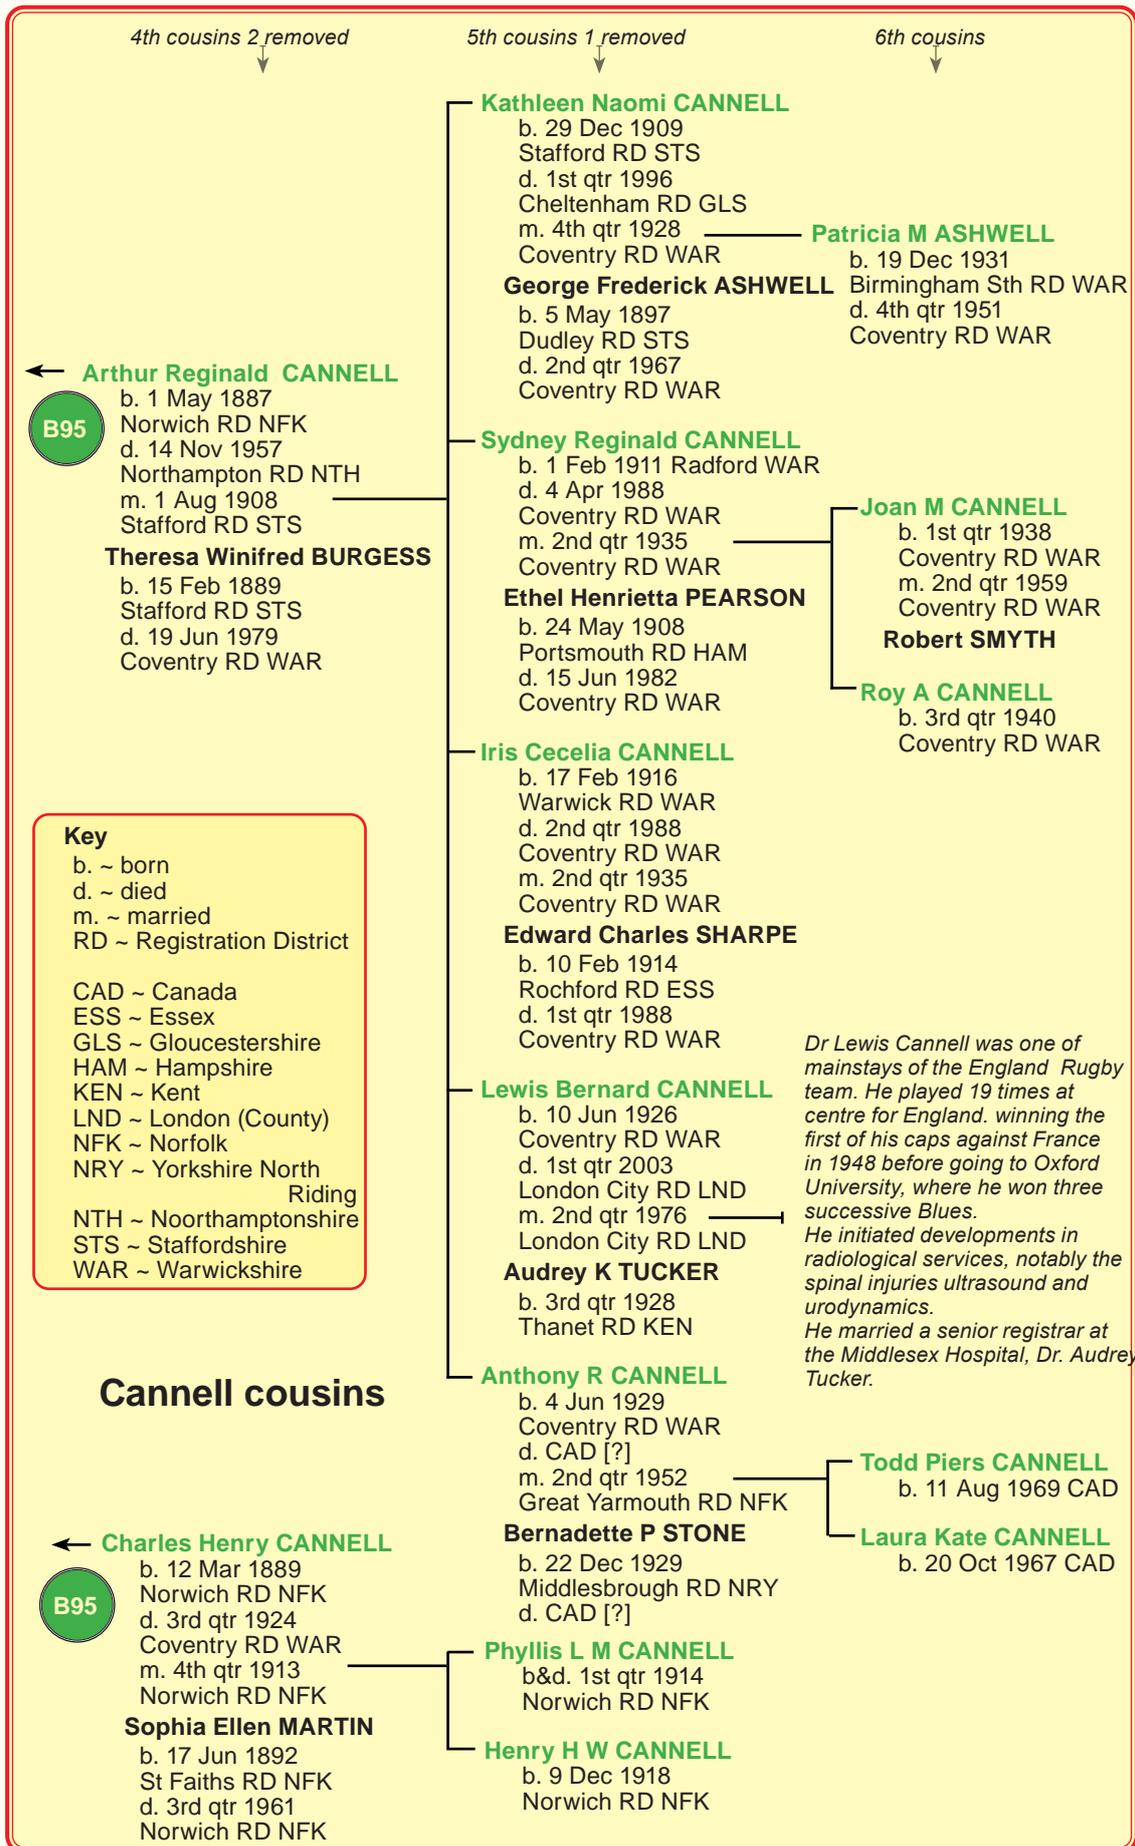 4th cousins 2 removed
5th cousins 1 removed
6th cousins
Arthur Reginald CANNELL
B95
b. 1 May 1887
Norwich RD NFK
d. 14 Nov 1957
Northampton RD NTH
m. 1 Aug 1908
Stafford RD STS
Theresa Winifred BURGESS
b. 15 Feb 1889
Stafford RD STS
d. 19 Jun 1979
Coventry RD WAR
Kathleen Naomi CANNELL
b. 29 Dec 1909
Stafford RD STS
d. 1st qtr 1996
Cheltenham RD GLS
m. 4th qtr 1928
Coventry RD WAR
George Frederick ASHWELL
b. 5 May 1897
Dudley RD STS
d. 2nd qtr 1967
Coventry RD WAR
Patricia M ASHWELL
b. 19 Dec 1931
Birmingham Sth RD WAR
d. 4th qtr 1951
Coventry RD WAR
Sydney Reginald CANNELL
b. 1 Feb 1911 Radford WAR
d. 4 Apr 1988
Coventry RD WAR
m. 2nd qtr 1935
Coventry RD WAR
Ethel Henrietta PEARSON
b. 24 May 1908
Portsmouth RD HAM
d. 15 Jun 1982
Coventry RD WAR
Joan M CANNELL
b. 1st qtr 1938
Coventry RD WAR
m. 2nd qtr 1959
Coventry RD WAR
Robert SMYTH
Roy A CANNELL
b. 3rd qtr 1940
Coventry RD WAR
Iris Cecelia CANNELL
b. 17 Feb 1916
Warwick RD WAR
d. 2nd qtr 1988
Coventry RD WAR
m. 2nd qtr 1935
Coventry RD WAR
Edward Charles SHARPE
b. 10 Feb 1914
Rochford RD ESS
d. 1st qtr 1988
Coventry RD WAR
Key
b. ~ born
d. ~ died
m. ~ married
RD ~ Registration District
CAD ~ Canada
ESS ~ Essex
GLS ~ Gloucestershire
HAM ~ Hampshire
KEN ~ Kent
LND ~ London (County)
NFK ~ Norfolk
NRY ~ Yorkshire North
Riding
NTH ~ Noorthamptonshire
STS ~ Staffordshire
WAR ~ Warwickshire
Lewis Bernard CANNELL
b. 10 Jun 1926
Coventry RD WAR
d. 1st qtr 2003
London City RD LND
m. 2nd qtr 1976
London City RD LND
Audrey K TUCKER
b. 3rd qtr 1928
Thanet RD KEN
Dr Lewis Cannell was one of
mainstays of the England Rugby
team. He played 19 times at
centre for England. winning the
first of his caps against France
in 1948 before going to Oxford
University, where he won three
successive Blues.
He initiated developments in
radiological services, notably the
spinal injuries ultrasound and
urodynamics.
He married a senior registrar at
the Middlesex Hospital, Dr. Audrey
Tucker.
Cannell cousins
Anthony R CANNELL
b. 4 Jun 1929
Coventry RD WAR
d. CAD [?]
m. 2nd qtr 1952
Great Yarmouth RD NFK
Bernadette P STONE
b. 22 Dec 1929
Middlesbrough RD NRY
d. CAD [?]
Todd Piers CANNELL
b. 11 Aug 1969 CAD
Laura Kate CANNELL
b. 20 Oct 1967 CAD
Charles Henry CANNELL
B95
b. 12 Mar 1889
Norwich RD NFK
d. 3rd qtr 1924
Coventry RD WAR
m. 4th qtr 1913
Norwich RD NFK
Sophia Ellen MARTIN
b. 17 Jun 1892
St Faiths RD NFK
d. 3rd qtr 1961
Norwich RD NFK
Phyllis L M CANNELL
b&d. 1st qtr 1914
Norwich RD NFK
Henry H W CANNELL
b. 9 Dec 1918
Norwich RD NFK